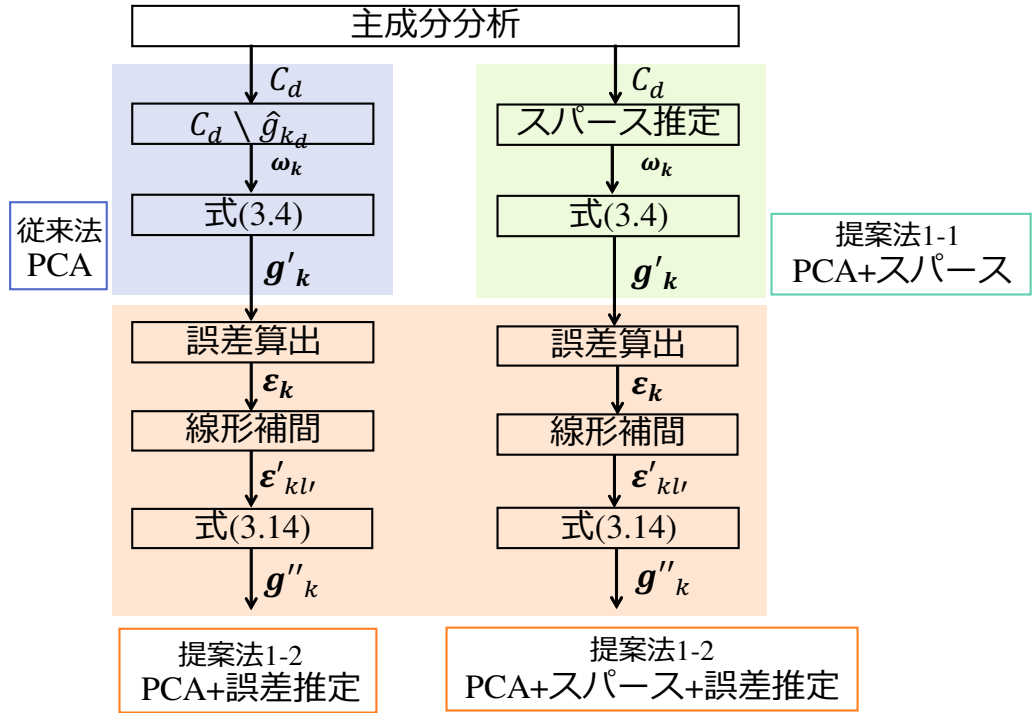 主成分分析
C_d
C_d
C_d \ ĝ_{k_d}
スパース推定
ω_k
ω_k
式(3.4)
式(3.4)
従来法
PCA
提案法1-1
PCA+スパース
g'_k
g'_k
誤差算出
誤差算出
ε_k
ε_k
線形補間
線形補間
ε'_{kl'}
ε'_{kl'}
式(3.14)
式(3.14)
g''_k
g''_k
提案法1-2
PCA+誤差推定
提案法1-2
PCA+スパース+誤差推定